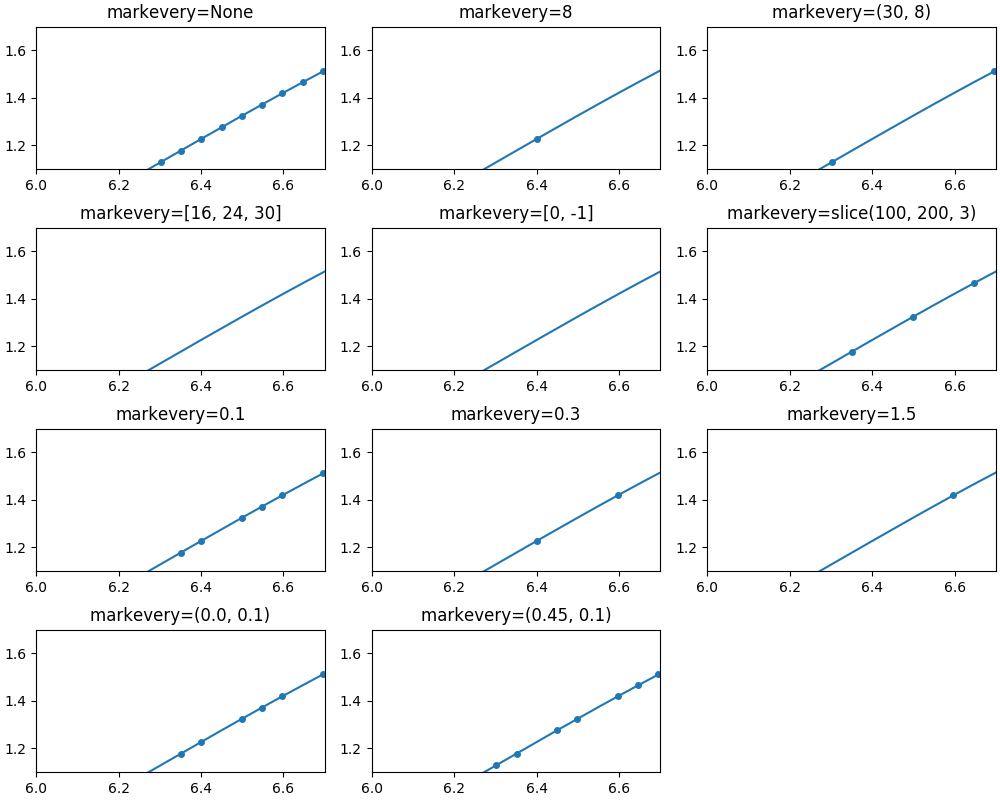 markevery=None
markevery=8
markevery=(30, 8)
1.6
1.4
1.2
6.0 6.2 6.4 6.6
1.6
1.4
1.2
6.0 6.2 6.4 6.6
1.6
1.4
1.2
6.0 6.2 6.4 6.6
markevery=[16, 24, 30]
markevery=[0, -1]
markevery=slice(100, 200, 3)
1.6
1.4
1.2
6.0 6.2 6.4 6.6
1.6
1.4
1.2
6.0 6.2 6.4 6.6
1.6
1.4
1.2
6.0 6.2 6.4 6.6
markevery=0.1
markevery=0.3
markevery=1.5
1.6
1.4
1.2
6.0 6.2 6.4 6.6
1.6
1.4
1.2
6.0 6.2 6.4 6.6
1.6
1.4
1.2
6.0 6.2 6.4 6.6
markevery=(0.0, 0.1)
markevery=(0.45, 0.1)
1.6
1.4
1.2
6.0 6.2 6.4 6.6
1.6
1.4
1.2
6.0 6.2 6.4 6.6